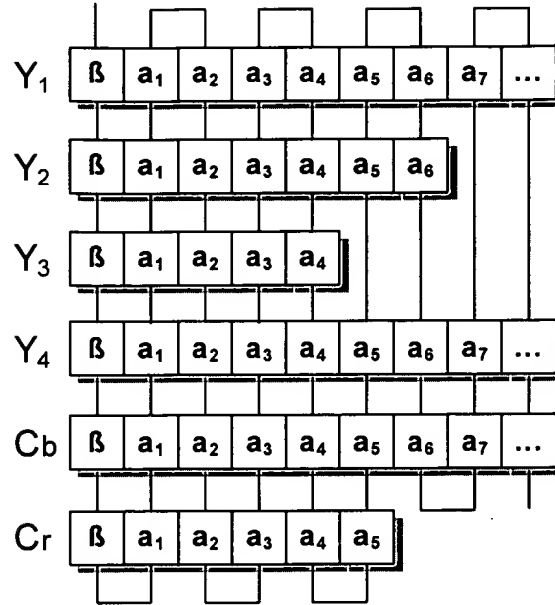 Y₁ ß a₁ a₂ a₃ a₄ a₅ a₆ a₇ ...
Y₂ ß a₁ a₂ a₃ a₄ a₅ a₆
Y₃ ß a₁ a₂ a₃ a₄
Y₄ ß a₁ a₂ a₃ a₄ a₅ a₆ a₇ ...
Cb ß a₁ a₂ a₃ a₄ a₅ a₆ a₇ ...
Cr ß a₁ a₂ a₃ a₄ a₅